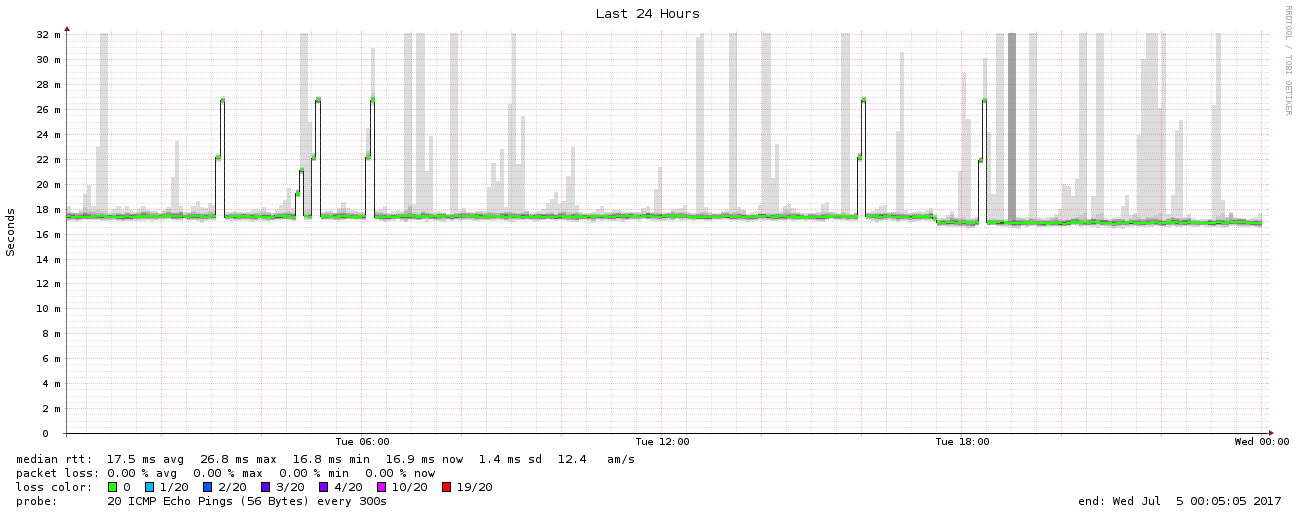 Last 24 Hours
RRDTOOL / TOBI OETIKER
Seconds
32 m
30 m
28 m
26 m
24 m
22 m
20 m
18 m
16 m
14 m
12 m
10 m
8 m
6 m
4 m
2 m
0
Tue 06:00 Tue 12:00 Tue 18:00 Wed 00:00
median rtt: 17.5 ms avg 26.8 ms max 16.8 ms min 16.9 ms now 1.4 ms sd 12.4 am/s
packet loss: 0.00 % avg 0.00 % max 0.00 % min 0.00 % now
loss color: 0 1/20 2/20 3/20 4/20 10/20 19/20
probe: 20 ICMP Echo Pings (56 Bytes) every 300s end: Wed Jul 5 00:05:05 2017